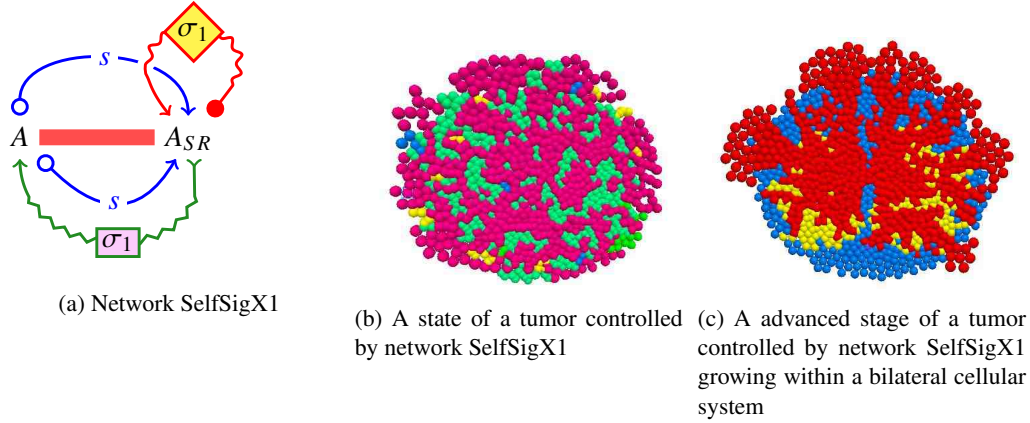 σ1
s
A
ASR
s
σ1
(a) Network SelfSigX1
(b) A state of a tumor controlled
by network SelfSigX1
(c) A advanced stage of a tumor
controlled by network SelfSigX1
growing within a bilateral cellular
system